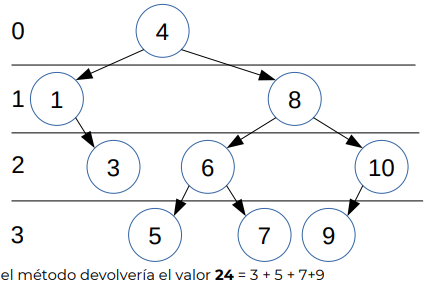 0 4
1 1 8
2 3 6 10
3 5 7 9
el método devolvería el valor 24 = 3 + 5 + 7+9